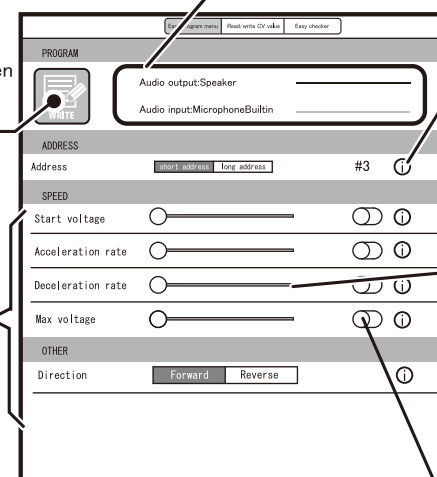 Easy program menu Read/write CV value Easy checker
PROGRAM
en
Audio output:Speaker
WRITE
Audio input:MicrophoneBuiltin
ADDRESS
Address short address long address #3
SPEED
Start voltage
Acceleration rate
Deceleration rate
Max voltage
OTHER
Direction Forward Reverse